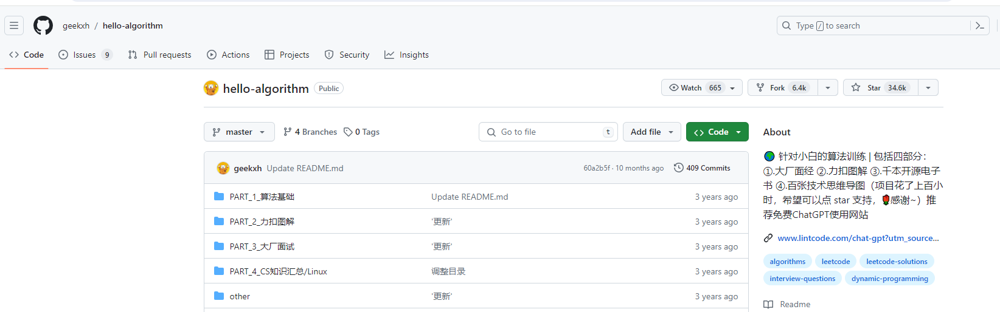 geekxh / hello-algorithm
Type / to search
Code
Issues 9
Pull requests
Actions
Projects
Security
Insights
hello-algorithm Public
Watch 665
Fork 6.4k
Star 34.6k
master
4 Branches
0 Tags
Go to file t
Add file
Code
geekxh Update README.md 60a2b5f · 10 months ago 409 Commits
PART_1_算法基础 Update README.md 3 years ago
PART_2_力扣图解 '更新' 3 years ago
PART_3_大厂面试 '更新' 3 years ago
PART_4_CS知识汇总/Linux 调整目录 3 years ago
other '更新' 3 years ago
About
🌍 针对小白的算法训练 | 包括四部分：
①.大厂面经 ②.力扣图解 ③.千本开源电子
书 ④.百张技术思维导图（项目花了上百小
时，希望可以点 star 支持，🌹感谢~）推
荐免费ChatGPT使用网站
www.lintcode.com/chat-gpt?utm_source...
algorithms leetcode leetcode-solutions
interview-questions dynamic-programming
Readme